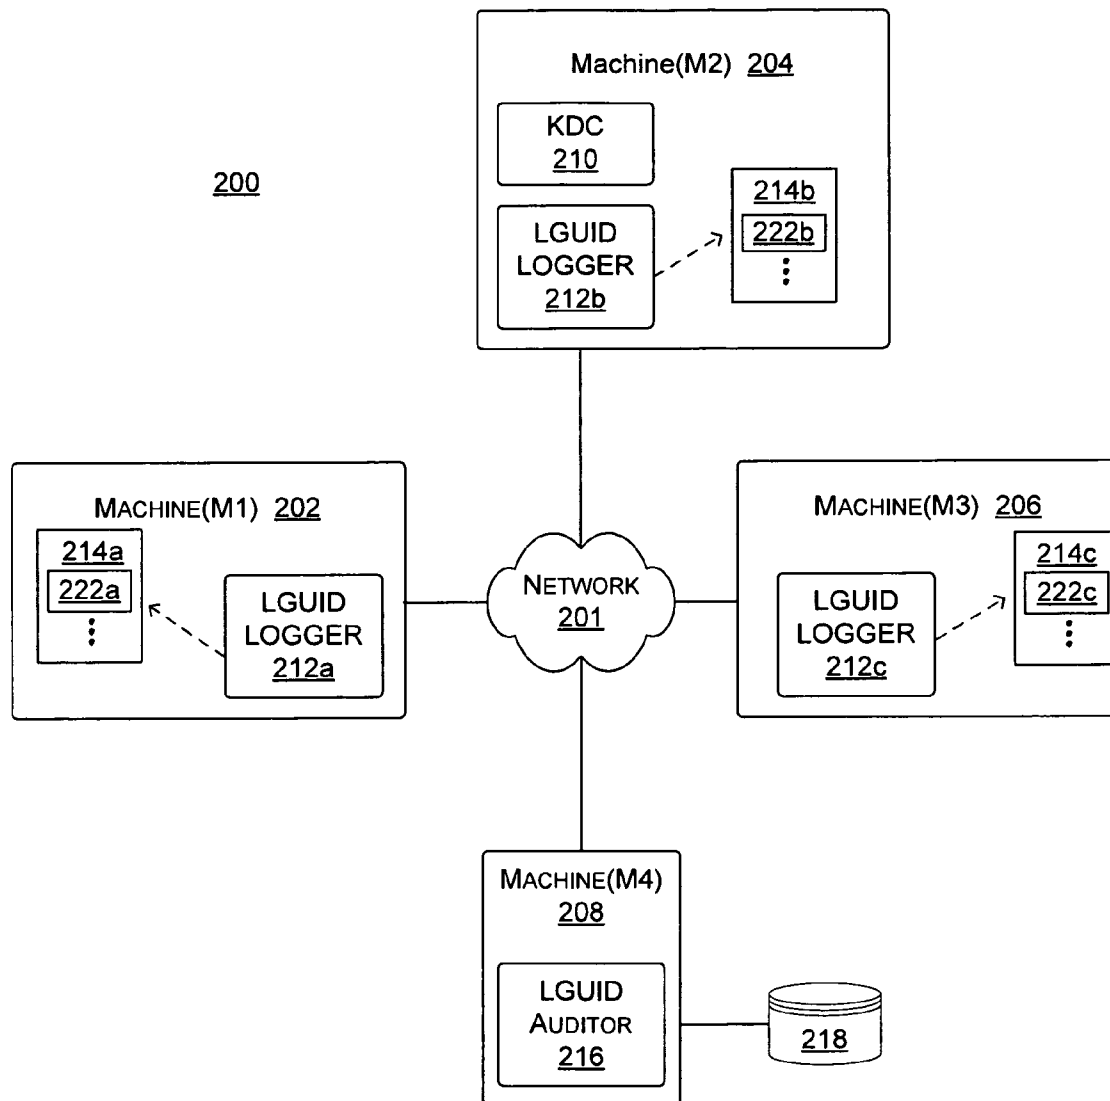 Machine(M2) 204
KDC
210
200
214b
LGUID
LOGGER
212b
222b
MACHINE(M1) 202
214a
222a
LGUID
LOGGER
212a
NETWORK
201
MACHINE(M3) 206
214c
222c
LGUID
LOGGER
212c
MACHINE(M4)
208
LGUID
AUDITOR
216
218